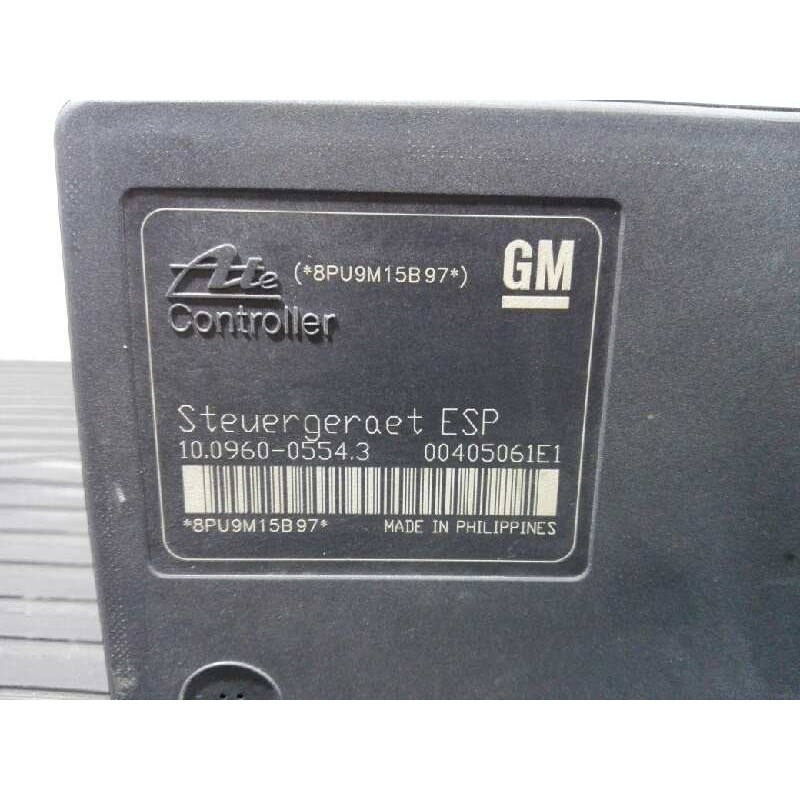 Ate (*8PU9M15B97*) GM
Controller
Steuergeraet ESP
10.0960-0554.3 00405061E1
*8PU9M15B97* MADE IN PHILIPPINES